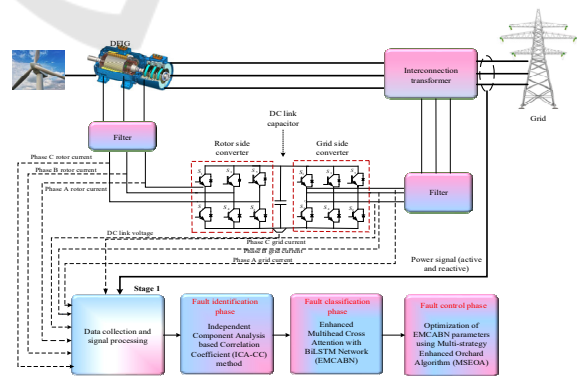 DFIG
Interconnection
transformer
Grid
Filter
DC link
capacitor
Rotor side
converter
Grid side
converter
Filter
Phase C rotor current
Phase B rotor current
Phase A rotor current
DC link voltage
Phase C grid current
Phase B grid current
Phase A grid current
Power signal (active
and reactive)
Stage 1
Data collection and
signal processing
Fault identification
phase
Independent
Component Analysis
based Correlation
Coefficient (ICA-CC)
method
Fault classification
phase
Enhanced
Multihead Cross
Attention with
BiLSTM Network
(EMCABN)
Fault control phase
Optimization of
EMCABN parameters
using Multi-strategy
Enhanced Orchard
Algorithm (MSEOA)